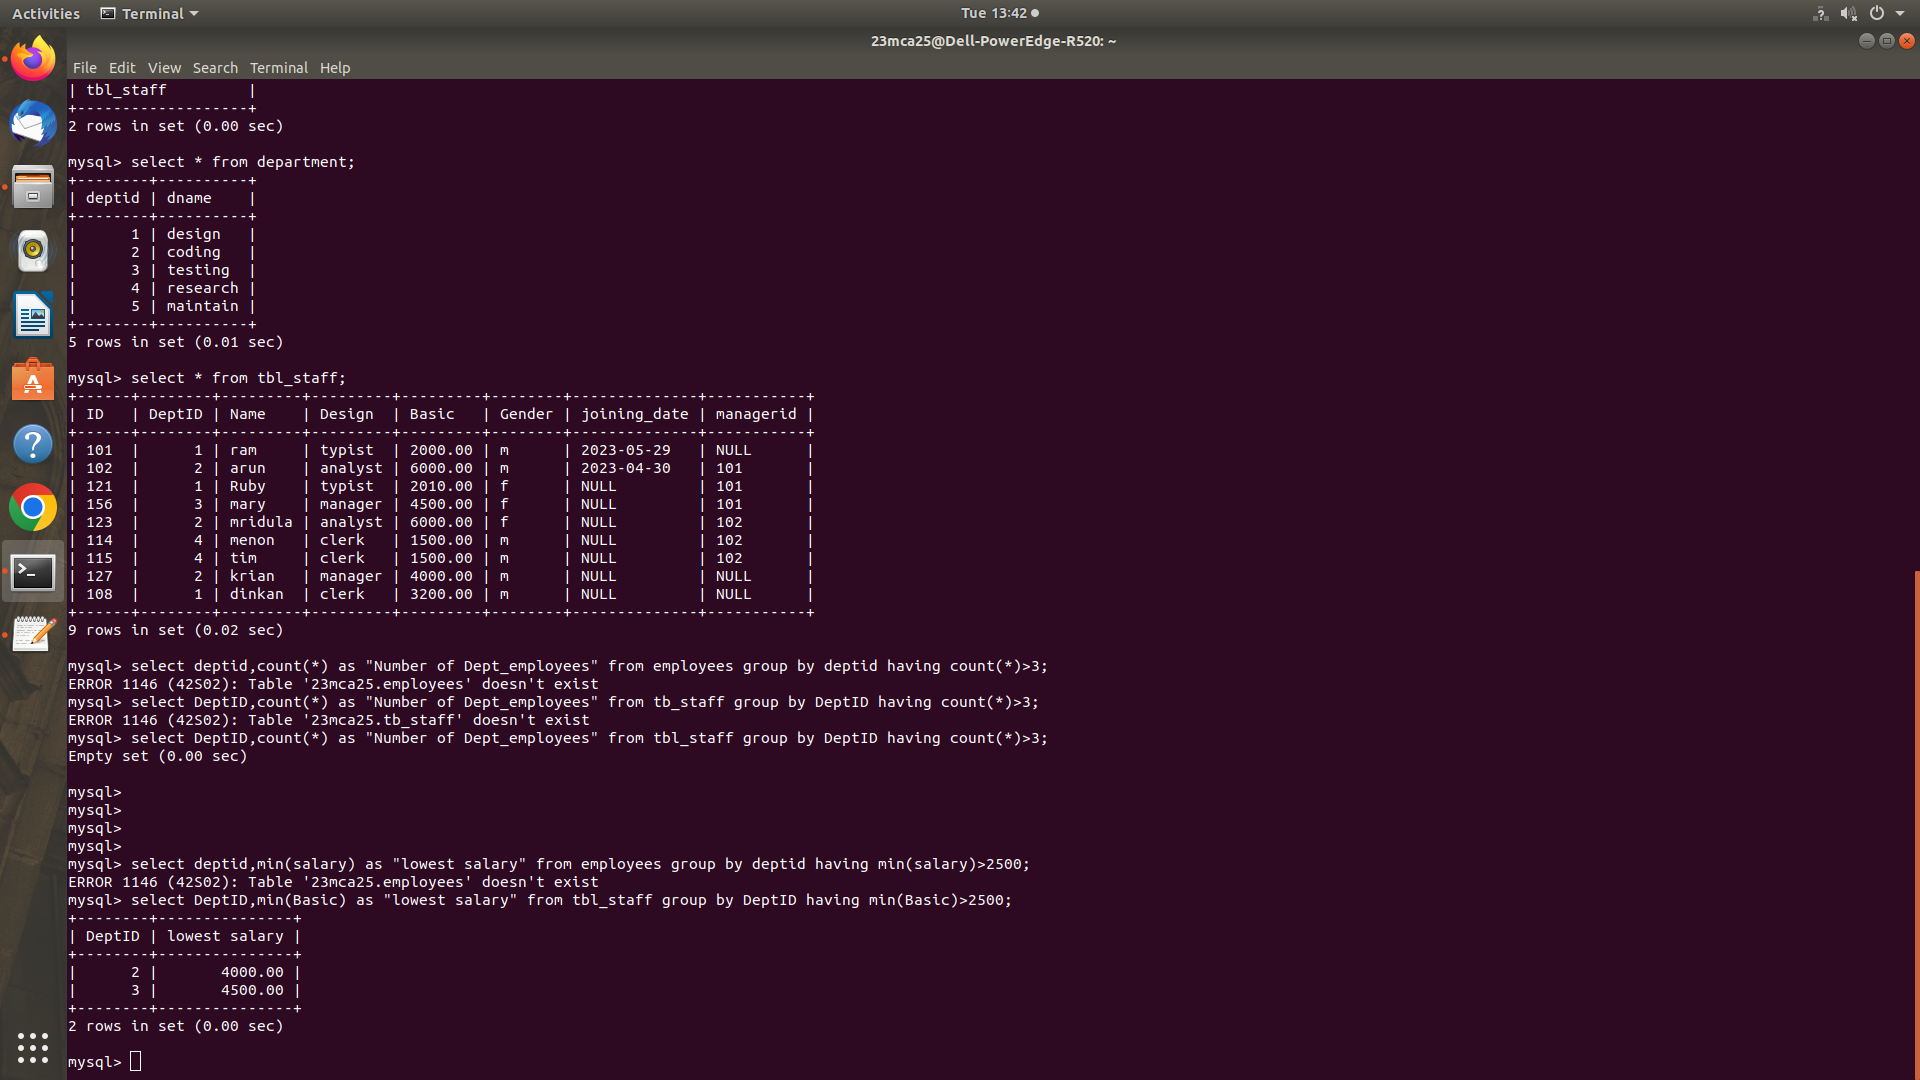 Activities Terminal Tue 13:42
23mca25@Dell-PowerEdge-R520: ~
File Edit View Search Terminal Help
| tbl_staff         |
+-------------------+
2 rows in set (0.00 sec)
mysql> select * from department;
+--------+----------+
| deptid | dname    |
+--------+----------+
|      1 | design   |
|      2 | coding   |
|      3 | testing  |
|      4 | research |
|      5 | maintain |
+--------+----------+
5 rows in set (0.01 sec)
mysql> select * from tbl_staff;
+------+--------+---------+---------+---------+--------+--------------+-----------+
| ID   | DeptID | Name    | Design  | Basic   | Gender | joining_date | managerid |
+------+--------+---------+---------+---------+--------+--------------+-----------+
| 101  |      1 | ram     | typist  | 2000.00 | m      | 2023-05-29   | NULL      |
| 102  |      2 | arun    | analyst | 6000.00 | m      | 2023-04-30   | 101       |
| 121  |      1 | Ruby    | typist  | 2010.00 | f      | NULL         | 101       |
| 156  |      3 | mary    | manager | 4500.00 | f      | NULL         | 101       |
| 123  |      2 | mridula | analyst | 6000.00 | f      | NULL         | 102       |
| 114  |      4 | menon   | clerk   | 1500.00 | m      | NULL         | 102       |
| 115  |      4 | tim     | clerk   | 1500.00 | m      | NULL         | 102       |
| 127  |      2 | krian   | manager | 4000.00 | m      | NULL         | NULL      |
| 108  |      1 | dinkan  | clerk   | 3200.00 | m      | NULL         | NULL      |
+------+--------+---------+---------+---------+--------+--------------+-----------+
9 rows in set (0.02 sec)
mysql> select deptid,count(*) as "Number of Dept_employees" from employees group by deptid having count(*)>3;
ERROR 1146 (42S02): Table '23mca25.employees' doesn't exist
mysql> select DeptID,count(*) as "Number of Dept_employees" from tb_staff group by DeptID having count(*)>3;
ERROR 1146 (42S02): Table '23mca25.tb_staff' doesn't exist
mysql> select DeptID,count(*) as "Number of Dept_employees" from tbl_staff group by DeptID having count(*)>3;
Empty set (0.00 sec)
mysql>
mysql>
mysql>
mysql>
mysql> select deptid,min(salary) as "lowest salary" from employees group by deptid having min(salary)>2500;
ERROR 1146 (42S02): Table '23mca25.employees' doesn't exist
mysql> select DeptID,min(Basic) as "lowest salary" from tbl_staff group by DeptID having min(Basic)>2500;
+--------+---------------+
| DeptID | lowest salary |
+--------+---------------+
|      2 |       4000.00 |
|      3 |       4500.00 |
+--------+---------------+
2 rows in set (0.00 sec)
mysql>